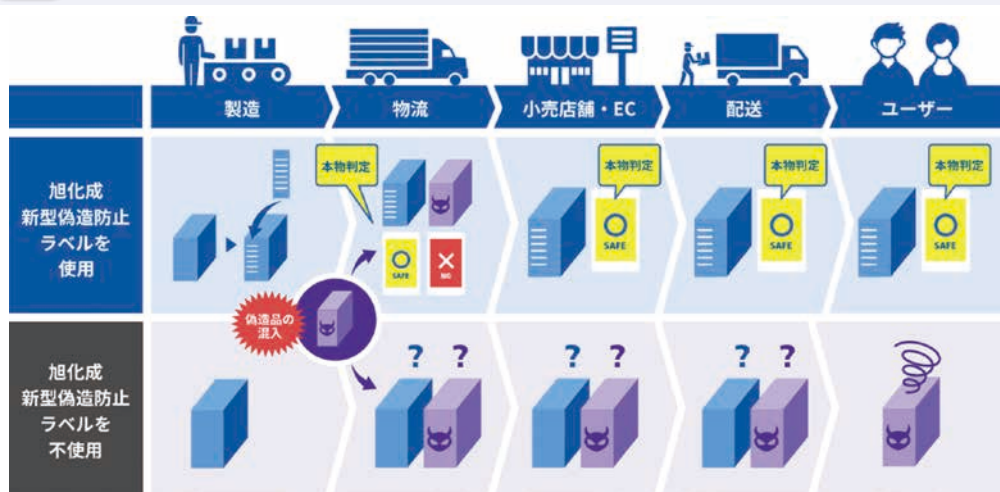 製造
物流
小売店舗・EC
配送
ユーザー
旭化成
新型偽造防止
ラベルを
使用
本物判定
SAFE
NO
本物判定
SAFE
本物判定
SAFE
本物判定
SAFE
偽造品の
混入
旭化成
新型偽造防止
ラベルを
不使用
? ?
? ?
? ?